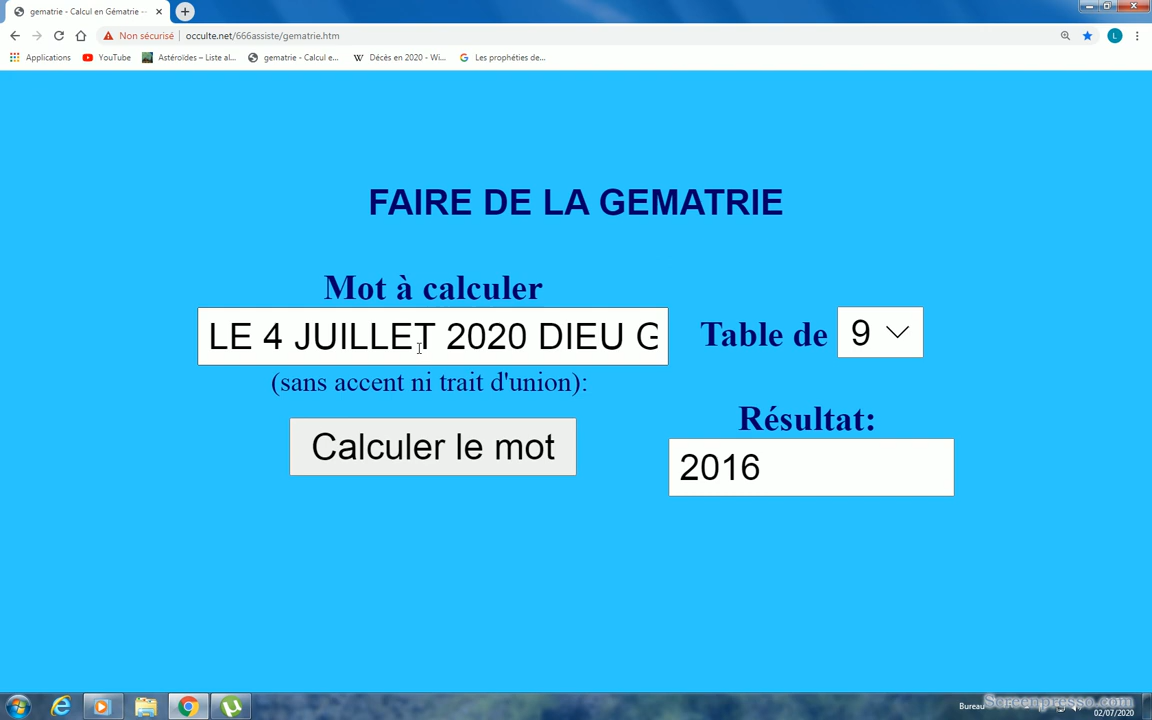 gematrie - Calcul en Gématrie -
Non sécurisé | occulte.net/666assiste/gematrie.htm
L
Applications YouTube Astéroïdes – Liste al... gematrie - Calcul e... Décès en 2020 - Wi... Les prophéties de...
FAIRE DE LA GEMATRIE
Mot à calculer
LE 4 JUILLET 2020 DIEU G
Table de 9
(sans accent ni trait d'union):
Calculer le mot
Résultat:
2016
Bureau
Screenpresso.com
02/07/2020